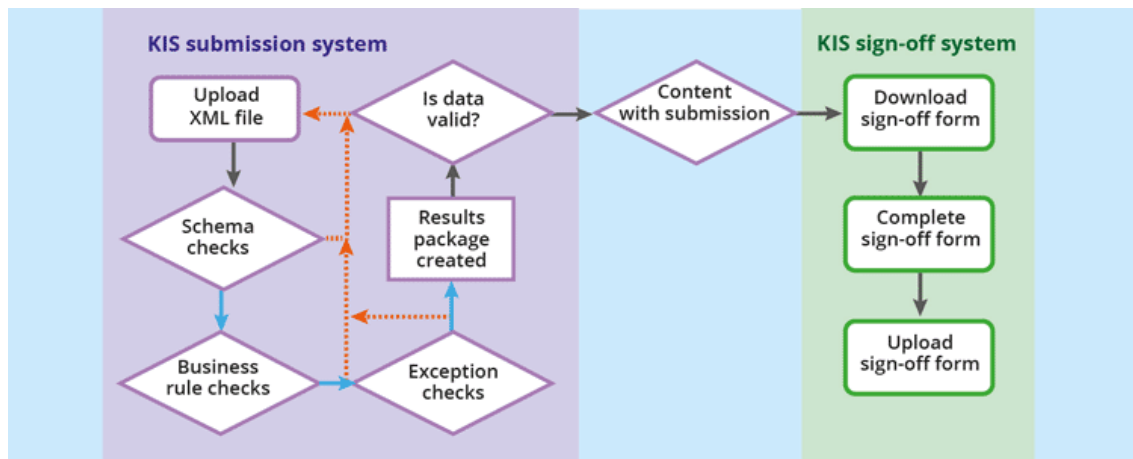 KIS submission system
KIS sign-off system
Upload
XML file
Is data
valid?
Content
with submission
Download
sign-off form
Schema
checks
Results
package
created
Complete
sign-off form
Business
rule checks
Exception
checks
Upload
sign-off form